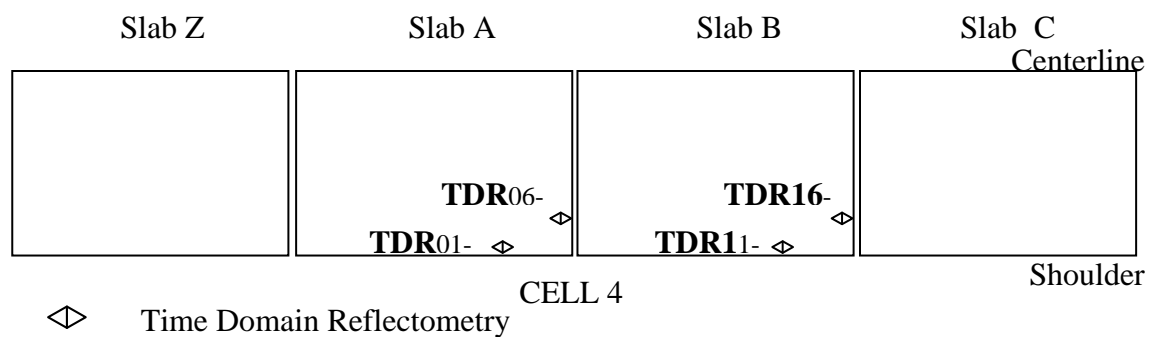 Slab Z Slab A Slab B Slab C
Centerline
TDR06- TDR16-
TDR01- TDR11-
Shoulder
CELL 4
Time Domain Reflectometry